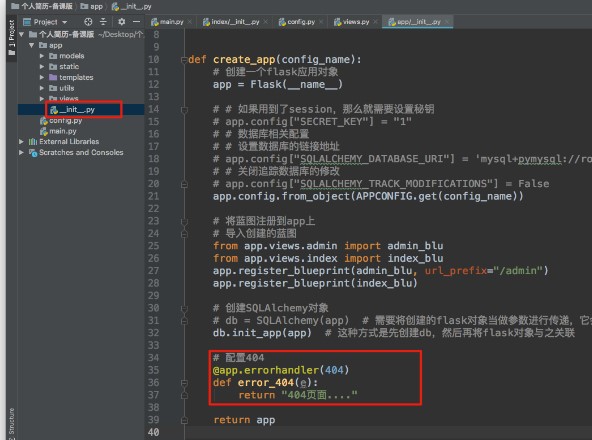 个人简历-备课版 〉 app 〉 __init__.py
Project
main.py × index/__init__.py × config.py × views.py × app/__init__.py ×
1: Project
个人简历-备课版 ~/Desktop/个
app
models
static
templates
utils
views
__init__.py
config.py
main.py
External Libraries
Scratches and Consoles
8
9
10 def create_app(config_name):
11 # 创建一个flask应用对象
12 app = Flask(__name__)
13
14 # # 如果用到了session，那么就需要设置秘钥
15 # app.config["SECRET_KEY"] = "1"
16 # # 数据库相关配置
17 # # 设置数据库的链接地址
18 # app.config["SQLALCHEMY_DATABASE_URI"] = 'mysql+pymysql://ro
19 # # 关闭追踪数据库的修改
20 # app.config["SQLALCHEMY_TRACK_MODIFICATIONS"] = False
21 app.config.from_object(APPCONFIG.get(config_name))
22
23 # 将蓝图注册到app上
24 # 导入创建的蓝图
25 from app.views.admin import admin_blu
26 from app.views.index import index_blu
27 app.register_blueprint(admin_blu, url_prefix="/admin")
28 app.register_blueprint(index_blu)
29
30 # 创建SQLAlchemy对象
31 # db = SQLAlchemy(app) # 需要将创建的flask对象当做参数进行传递，它
32 db.init_app(app) # 这种方式是先创建db，然后再将flask对象与之关联
33
34 # 配置404
35 @app.errorhandler(404)
36 def error_404(e):
37 return "404页面...."
38
39 return app
40
Structure